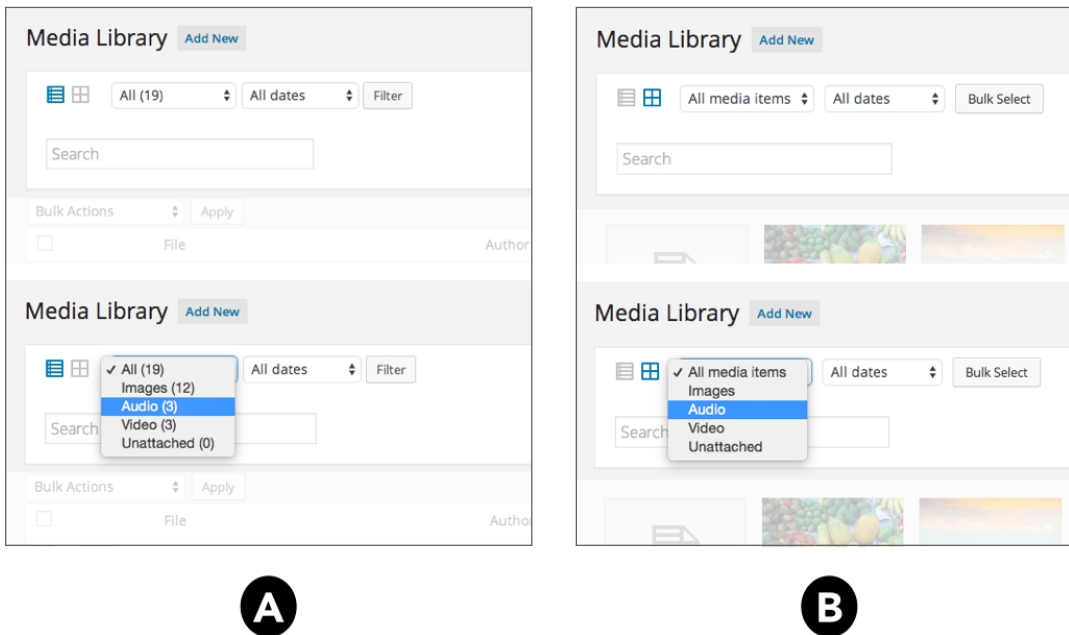 Media Library Add New
All (19) All dates Filter
Search
Bulk Actions Apply
File Author
Media Library Add New
✓ All (19) All dates Filter
Images (12)
Audio (3)
Video (3)
Unattached (0)
Search
Bulk Actions Apply
File
A
Media Library Add New
All media items All dates Bulk Select
Search
Media Library Add New
✓ All media items All dates Bulk Select
Images
Audio
Video
Unattached
Search
B